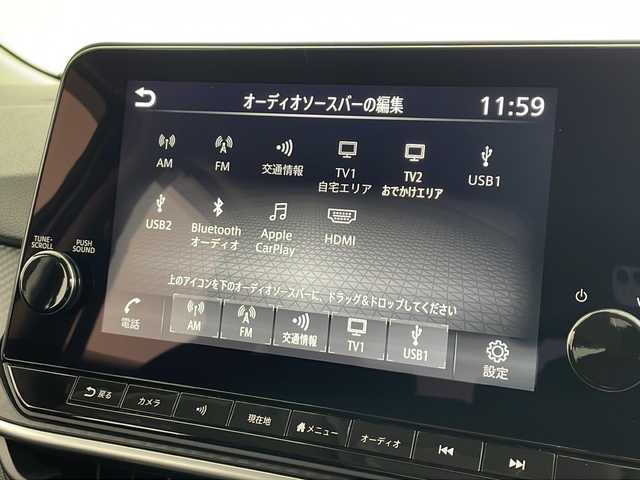 オーディオソースバーの編集 11:59
AM FM 交通情報 TV1 自宅エリア TV2 おでかけエリア USB1
USB2 Bluetooth オーディオ Apple CarPlay HDMI
TUNE・SCROLL
PUSH SOUND
上のアイコンを下のオーディオソースバーに、ドラッグ&ドロップしてください
電話 AM FM 交通情報 TV1 USB1 設定
戻る カメラ 現在地 メニュー オーディオ